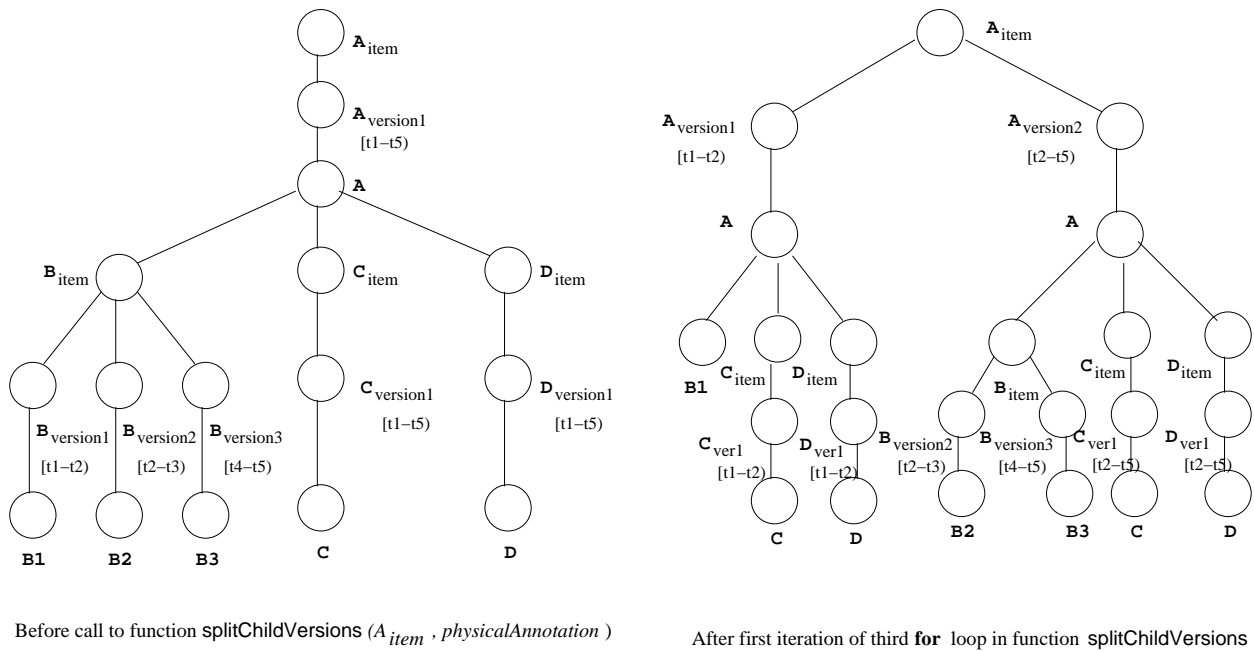 A item
A version1
[t1–t5)
A
B item
C item
D item
B version1
[t1–t2)
B version2
[t2–t3)
B version3
[t4–t5)
C version1
[t1–t5)
D version1
[t1–t5)
B1
B2
B3
C
D
Before call to function splitChildVersions (A item , physicalAnnotation )
A item
A version1
[t1–t2)
A version2
[t2–t5)
A
A
B1
C item
D item
B item
C item
D item
C ver1
[t1–t2)
D ver1
[t1–t2)
B version2
[t2–t3)
B version3
[t4–t5)
C ver1
[t2–t5)
D ver1
[t2–t5)
C
D
B2
B3
C
D
After first iteration of third for loop in function splitChildVersions